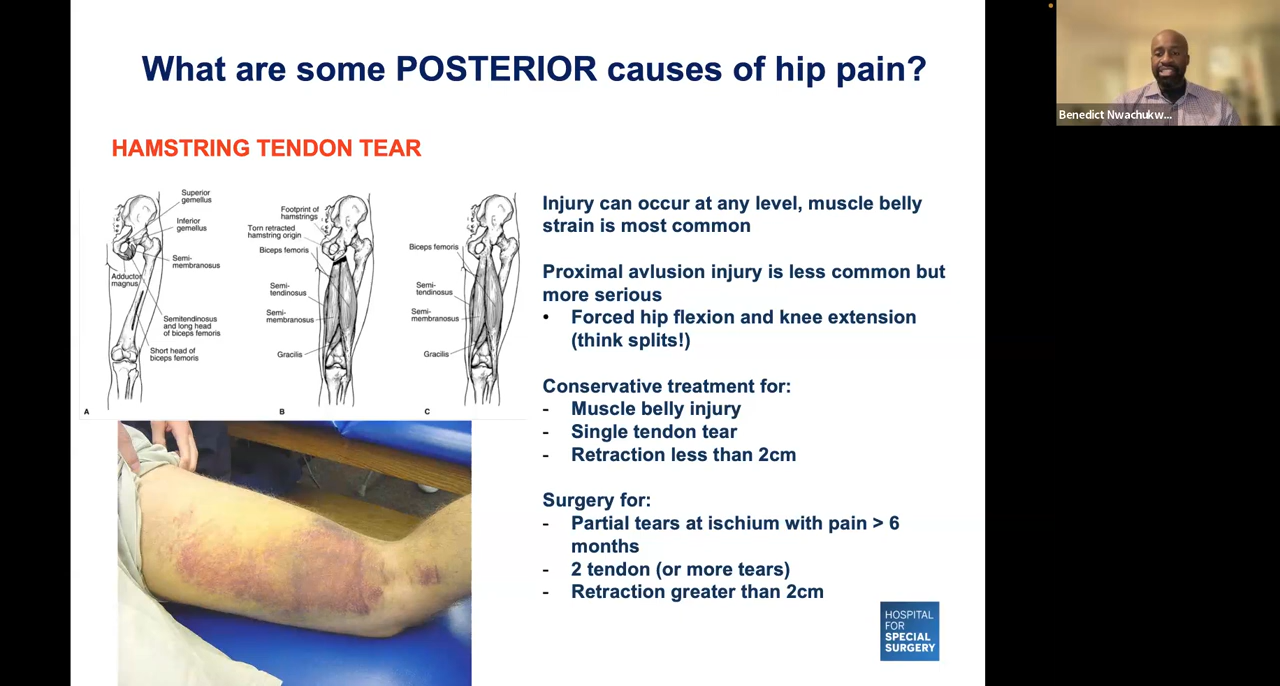 What are some POSTERIOR causes of hip pain?
Benedict Nwachukw...
HAMSTRING TENDON TEAR
Superior
gemellus
Inferior
gemellus
Semi-
membranosus
Adductor
magnus
Semitendinosus
and long head
of biceps femoris
Short head of
biceps femoris
A
Footprint of
hamstrings
Torn retracted
hamstring origin
Biceps femoris
Semi-
tendinosus
Semi-
membranosus
Gracilis
B
Biceps femoris
Semi-
tendinosus
Semi-
membranosus
Gracilis
C
Injury can occur at any level, muscle belly
strain is most common
Proximal avlusion injury is less common but
more serious
• Forced hip flexion and knee extension
(think splits!)
Conservative treatment for:
- Muscle belly injury
- Single tendon tear
- Retraction less than 2cm
Surgery for:
- Partial tears at ischium with pain > 6
months
- 2 tendon (or more tears)
- Retraction greater than 2cm
HOSPITAL
FOR
SPECIAL
SURGERY